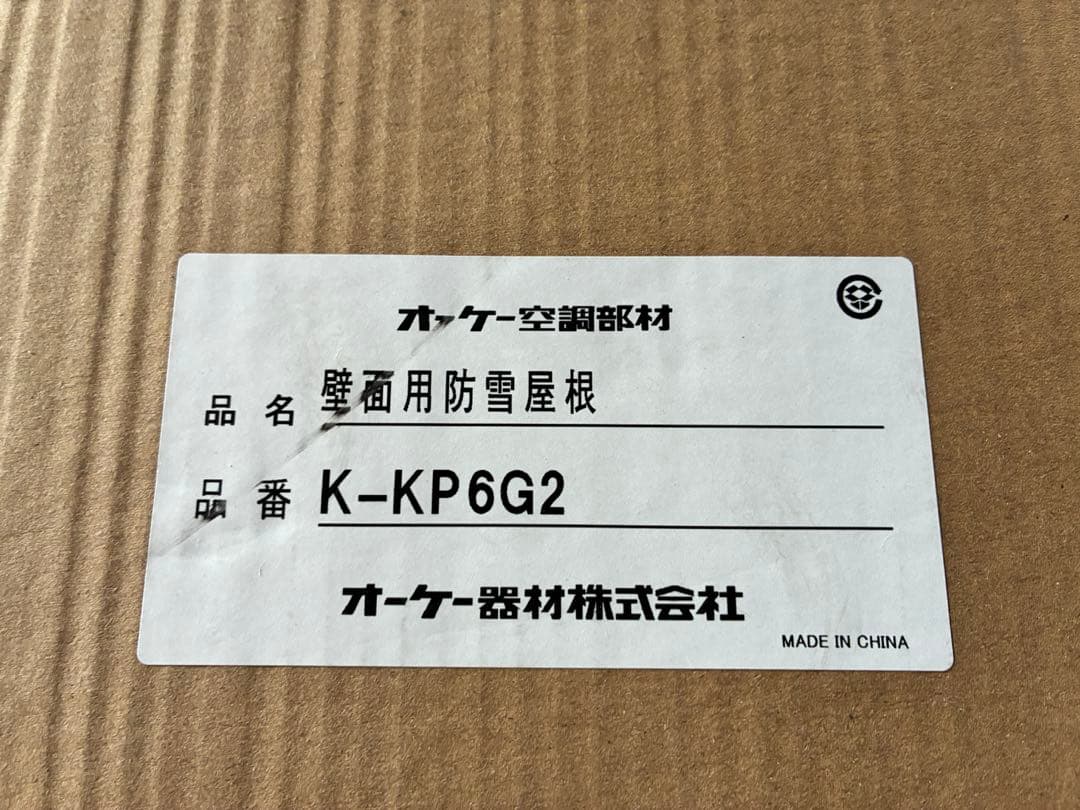 オーケー空調部材
品名 壁面用防雪屋根
品番 K-KP6G2
オーケー器材株式会社
MADE IN CHINA